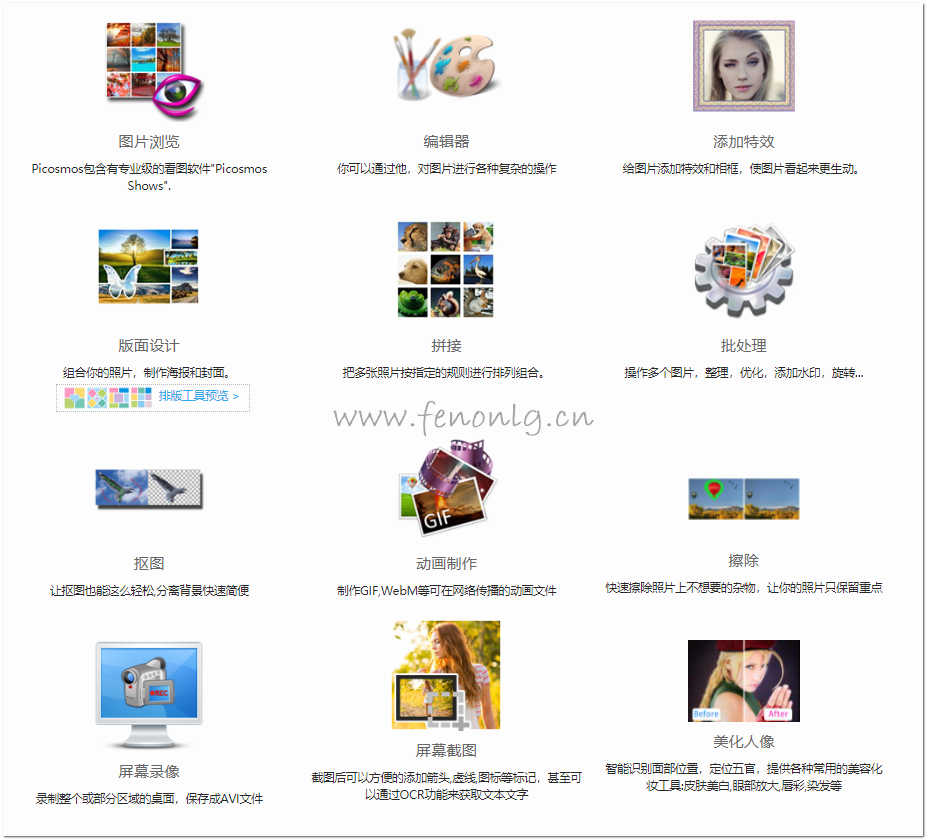 图片浏览
Picosmos包含有专业级的看图软件"Picosmos
Shows".
编辑器
你可以通过他，对图片进行各种复杂的操作
添加特效
给图片添加特效和相框，使图片看起来更生动。
版面设计
组合你的照片，制作海报和封面。
排版工具预览 >
拼接
把多张照片按指定的规则进行排列组合。
批处理
操作多个图片，整理，优化，添加水印，旋转...
www.fenonlg.cn
抠图
让抠图也能这么轻松,分离背景快速简便
GIF
动画制作
制作GIF,WebM等可在网络传播的动画文件
擦除
快速擦除照片上不想要的杂物，让你的照片只保留重点
REC
屏幕录像
录制整个或部分区域的桌面，保存成AVI文件
屏幕截图
截图后可以方便的添加箭头,虚线,图标等标记，甚至可
以通过OCR功能来获取文本文字
Before
After
美化人像
智能识别面部位置，定位五官，提供各种常用的美容化
妆工具:皮肤美白,眼部放大,唇彩,染发等